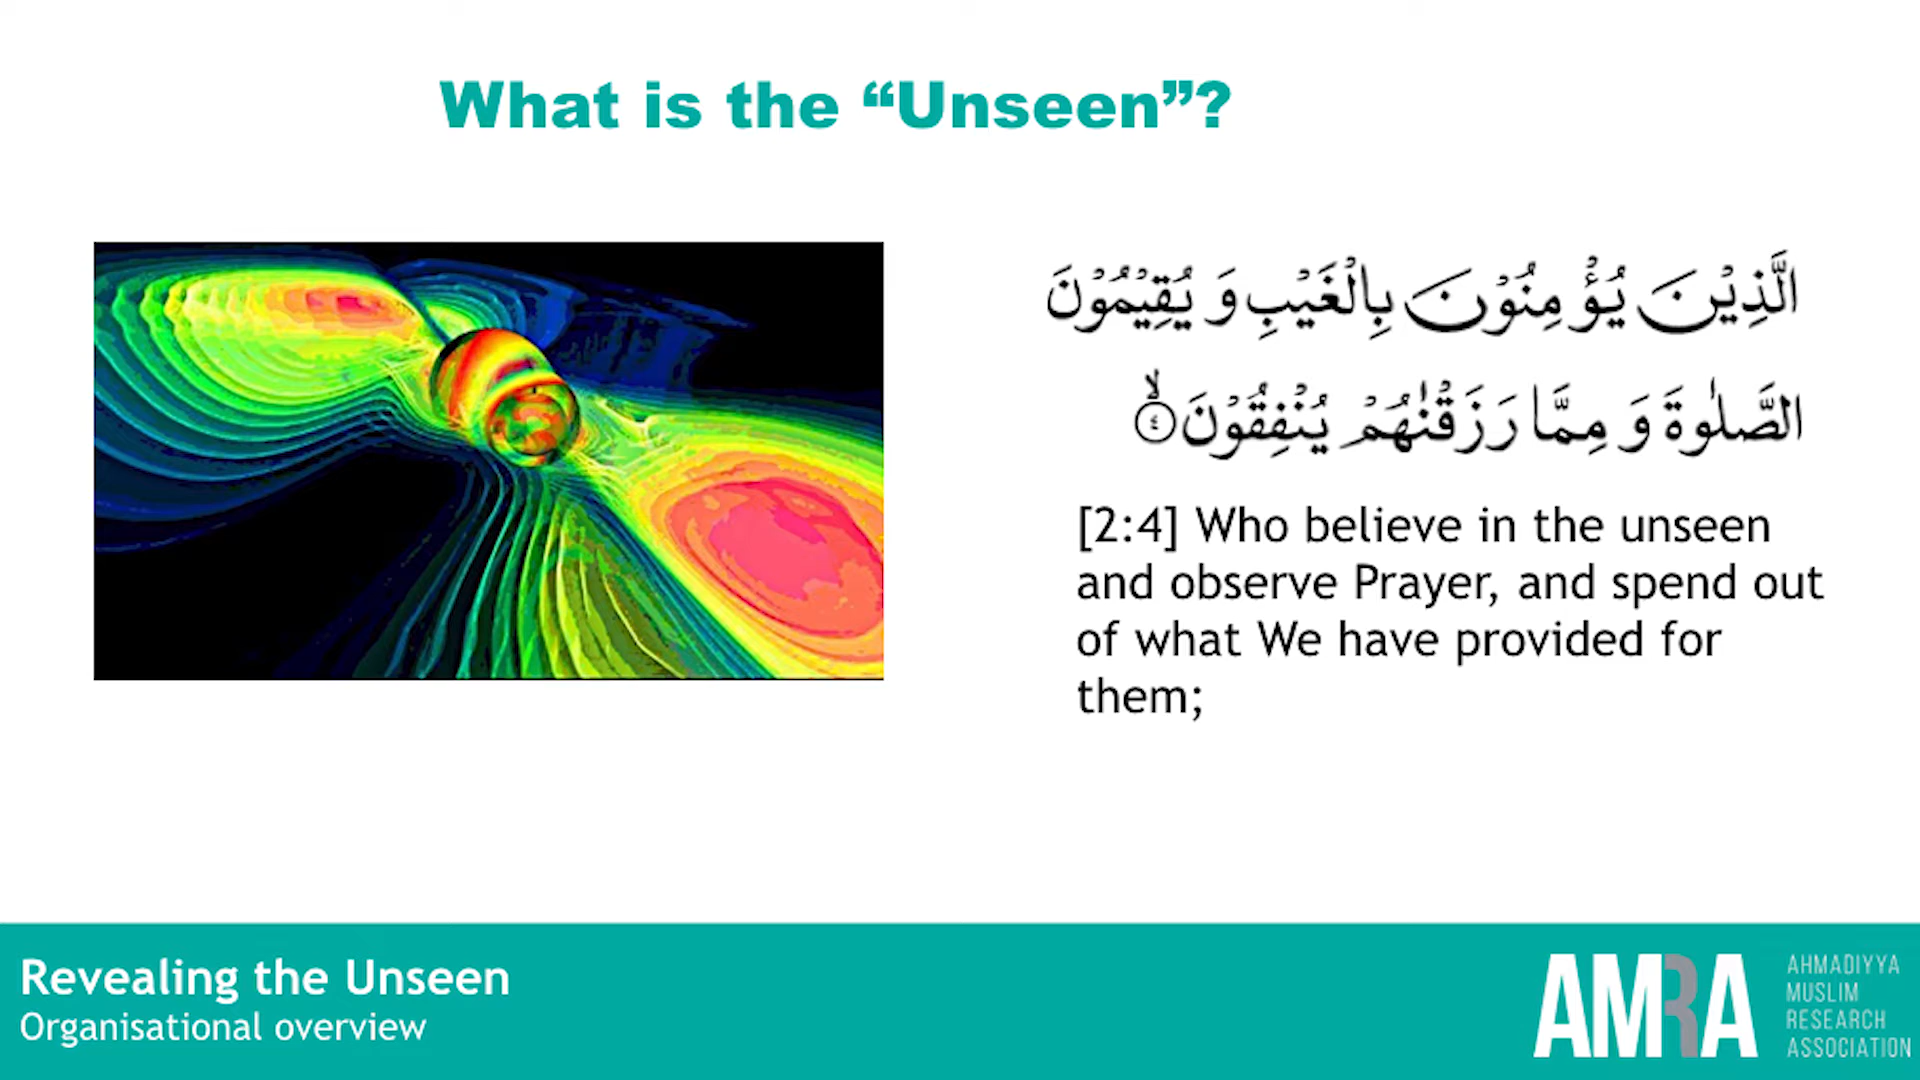 What is the “Unseen”?
الَّذِيْنَ يُؤْمِنُوْنَ بِالْغَيْبِ وَ يُقِيْمُوْنَ
الصَّلٰوةَ وَ مِمَّا رَزَقْنٰهُمْ يُنْفِقُوْنَ ۙ﴿۴﴾
[2:4] Who believe in the unseen
and observe Prayer, and spend out
of what We have provided for
them;
Revealing the Unseen
Organisational overview
AMRA
AHMADIYYA
MUSLIM
RESEARCH
ASSOCIATION